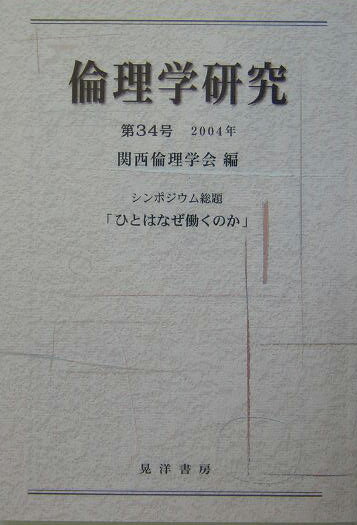 倫理学研究
第34号 2004年
関西倫理学会 編
シンポジウム総題
「ひとはなぜ働くのか」
晃洋書房